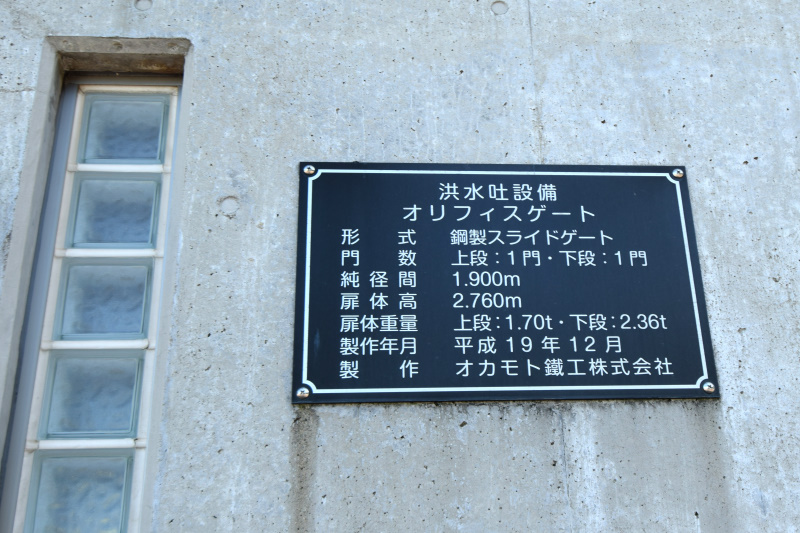 洪水吐設備
オリフィスゲート
形式 鋼製スライドゲート
門数 上段:1門・下段:1門
純径間 1.900m
扉体高 2.760m
扉体重量 上段:1.70t・下段:2.36t
製作年月 平成19年12月
製作 オカモト鐵工株式会社